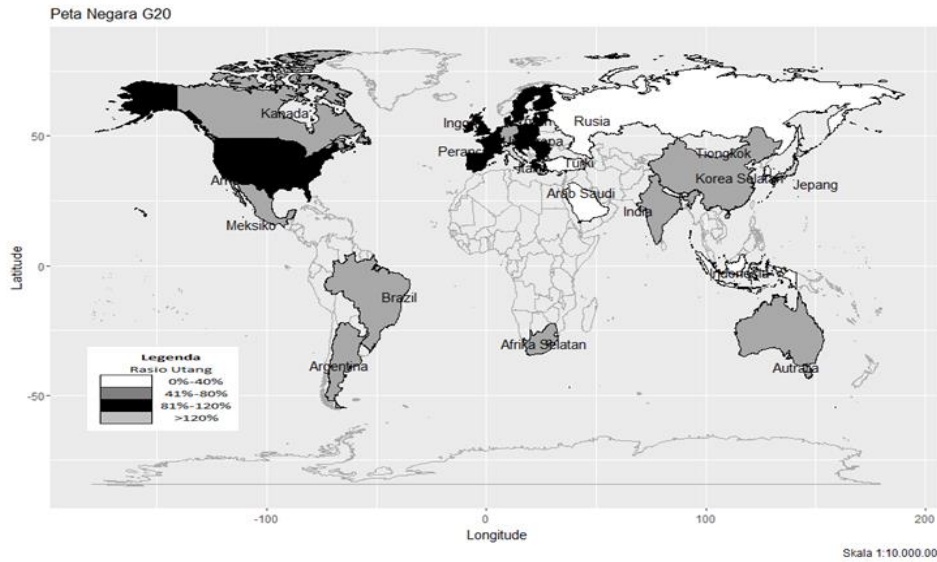 Peta Negara G20
Kanada
Rusia
Peranc
Turki
Tiongkok
Korea Selatan
Jepang
Arab Saudi
India
Meksiko
Indonesia
Brazil
Afrika Selatan
Argentina
Autralia
Legenda
Rasio Utang
0%-40%
41%-80%
81%-120%
>120%
50
0
-50
Latitude
-100
0
100
200
Longitude
Skala 1:10.000.00